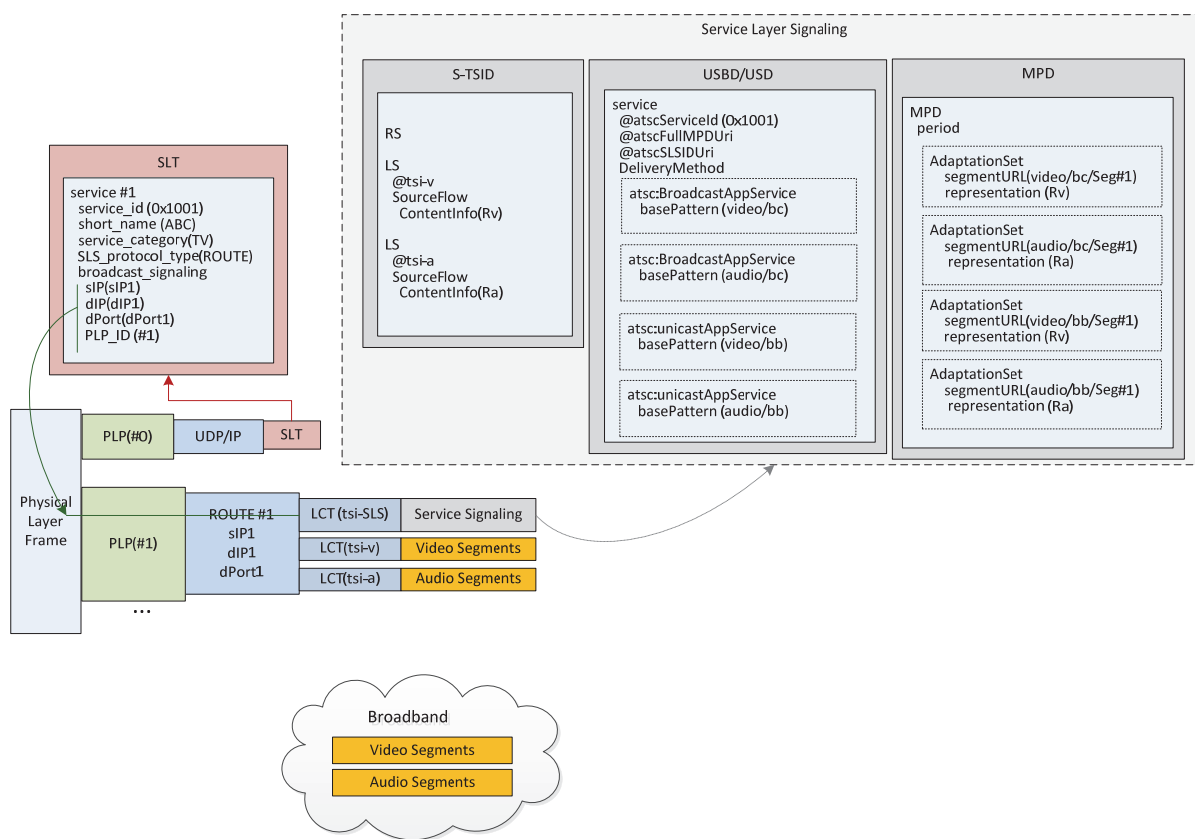 Service Layer Signaling
S-TSID
RS
LS
@tsi-v
SourceFlow
ContentInfo(Rv)
LS
@tsi-a
SourceFlow
ContentInfo(Ra)
USBD/USD
service
@atscServiceId (0x1001)
@atscFullMPDUri
@atscSLSIDUri
DeliveryMethod
atsc:BroadcastAppService
basePattern (video/bc)
atsc:BroadcastAppService
basePattern (audio/bc)
atsc:unicastAppService
basePattern (video/bb)
atsc:unicastAppService
basePattern (audio/bb)
MPD
MPD
period
AdaptationSet
segmentURL(video/bc/Seg#1)
representation (Rv)
AdaptationSet
segmentURL(audio/bc/Seg#1)
representation (Ra)
AdaptationSet
segmentURL(video/bb/Seg#1)
representation (Rv)
AdaptationSet
segmentURL(audio/bb/Seg#1)
representation (Ra)
SLT
service #1
service_id (0x1001)
short_name (ABC)
service_category(TV)
SLS_protocol_type(ROUTE)
broadcast_signaling
sIP(sIP1)
dIP(dIP1)
dPort(dPort1)
PLP_ID (#1)
Physical
Layer
Frame
PLP(#0)
UDP/IP
SLT
PLP(#1)
ROUTE #1
sIP1
dIP1
dPort1
LCT (tsi-SLS)
Service Signaling
LCT(tsi-v)
Video Segments
LCT(tsi-a)
Audio Segments
...
Broadband
Video Segments
Audio Segments